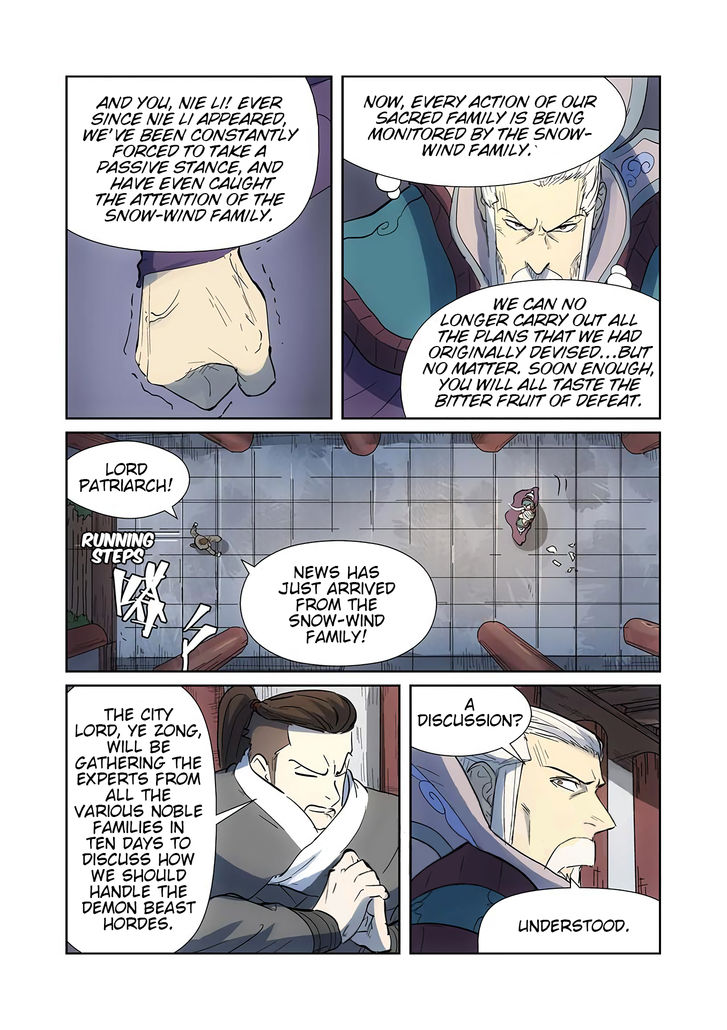 AND YOU, NIE LI! EVER
SINCE NIE LI APPEARED,
WE'VE BEEN CONSTANTLY
FORCED TO TAKE A
PASSIVE STANCE, AND
HAVE EVEN CAUGHT
THE ATTENTION OF THE
SNOW-WIND FAMILY.
NOW, EVERY ACTION OF OUR
SACRED FAMILY IS BEING
MONITORED BY THE SNOW-
WIND FAMILY.
WE CAN NO
LONGER CARRY OUT ALL
THE PLANS THAT WE HAD
ORIGINALLY DEVISED...BUT
NO MATTER. SOON ENOUGH,
YOU WILL ALL TASTE THE
BITTER FRUIT OF DEFEAT.
LORD
PATRIARCH!
RUNNING
STEPS
NEWS HAS
JUST ARRIVED
FROM THE
SNOW-WIND
FAMILY!
THE CITY
LORD, YE ZONG,
WILL BE
GATHERING THE
EXPERTS FROM
ALL THE
VARIOUS NOBLE
FAMILIES IN
TEN DAYS TO
DISCUSS HOW
WE SHOULD
HANDLE THE
DEMON BEAST
HORDES.
A
DISCUSSION?
UNDERSTOOD.